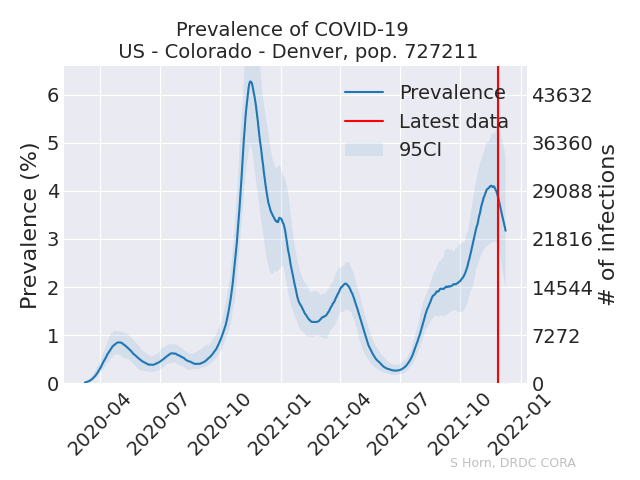 Prevalence of COVID-19
US - Colorado - Denver, pop. 727211
Prevalence (%)
6
5
4
3
2
1
0
Prevalence
Latest data
95CI
43632
36360
29088
21816
14544
7272
0
# of infections
2020-04
2020-07
2020-10
2021-01
2021-04
2021-07
2021-10
2022-01
S Horn, DRDC CORA